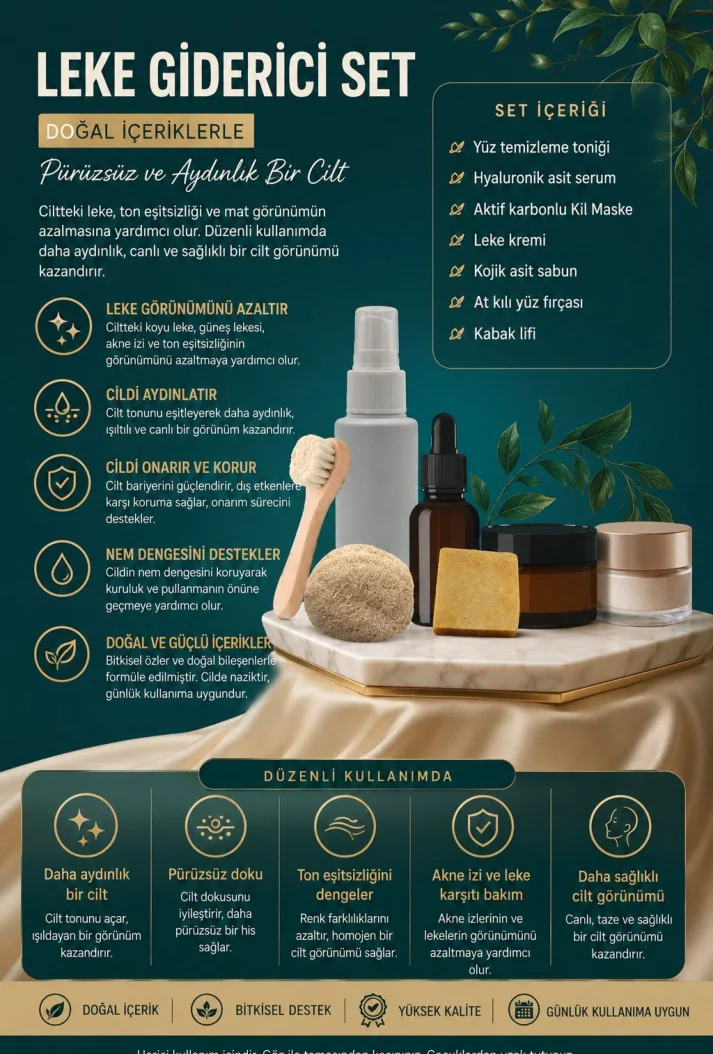 LEKE GİDERİCİ SET
DOĞAL İÇERİKLERLE
Pürüzsüz ve Aydınlık Bir Cilt
Ciltteki leke, ton eşitsizliği ve mat görünümün
azalmasına yardımcı olur. Düzenli kullanımda
daha aydınlık, canlı ve sağlıklı bir cilt görünümü
kazandırır.
SET İÇERİĞİ
Yüz temizleme toniği
Hyaluronik asit serum
Aktif karbonlu Kil Maske
Leke kremi
Kojik asit sabun
At kılı yüz fırçası
Kabak lifi
LEKE GÖRÜNÜMÜNÜ AZALTIR
Ciltteki koyu leke, güneş lekesi,
akne izi ve ton eşitsizliğinin
görünümünü azaltmaya yardımcı olur.
CİLDİ AYDINLATIR
Cilt tonunu eşitleyerek daha aydınlık,
ışıltılı ve canlı bir görünüm kazandırır.
CİLDİ ONARIR VE KORUR
Cilt bariyerini güçlendirir, dış etkenlere
karşı koruma sağlar, onarım sürecini
destekler.
NEM DENGESİNİ DESTEKLER
Cildin nem dengesini koruyarak
kuruluk ve pullanmanın önüne
geçmeye yardımcı olur.
DOĞAL VE GÜÇLÜ İÇERİKLER
Bitkisel özler ve doğal bileşenlerle
formüle edilmiştir. Cilde naziktir,
günlük kullanıma uygundur.
DÜZENLİ KULLANIMDA
Daha aydınlık
bir cilt
Cilt tonunu açar,
ışıldayan bir görünüm
kazandırır.
Pürüzsüz doku
Cilt dokusunu
iyileştirir, daha
pürüzsüz bir his
sağlar.
Ton eşitsizliğini
dengeler
Renk farklılıklarını
azaltır, homojen bir
cilt görünümü sağlar.
Akne izi ve leke
karşıtı bakım
Akne izlerinin ve
lekelerin görünümünü
azaltmaya yardımcı
olur.
Daha sağlıklı
cilt görünümü
Canlı, taze ve sağlıklı
bir cilt görünümü
kazandırır.
DOĞAL İÇERİK
BİTKİSEL DESTEK
YÜKSEK KALİTE
GÜNLÜK KULLANIMA UYGUN
Harici kullanım içindir. Göz ile temasından kaçınınız. Çocuklardan uzak tutunuz.